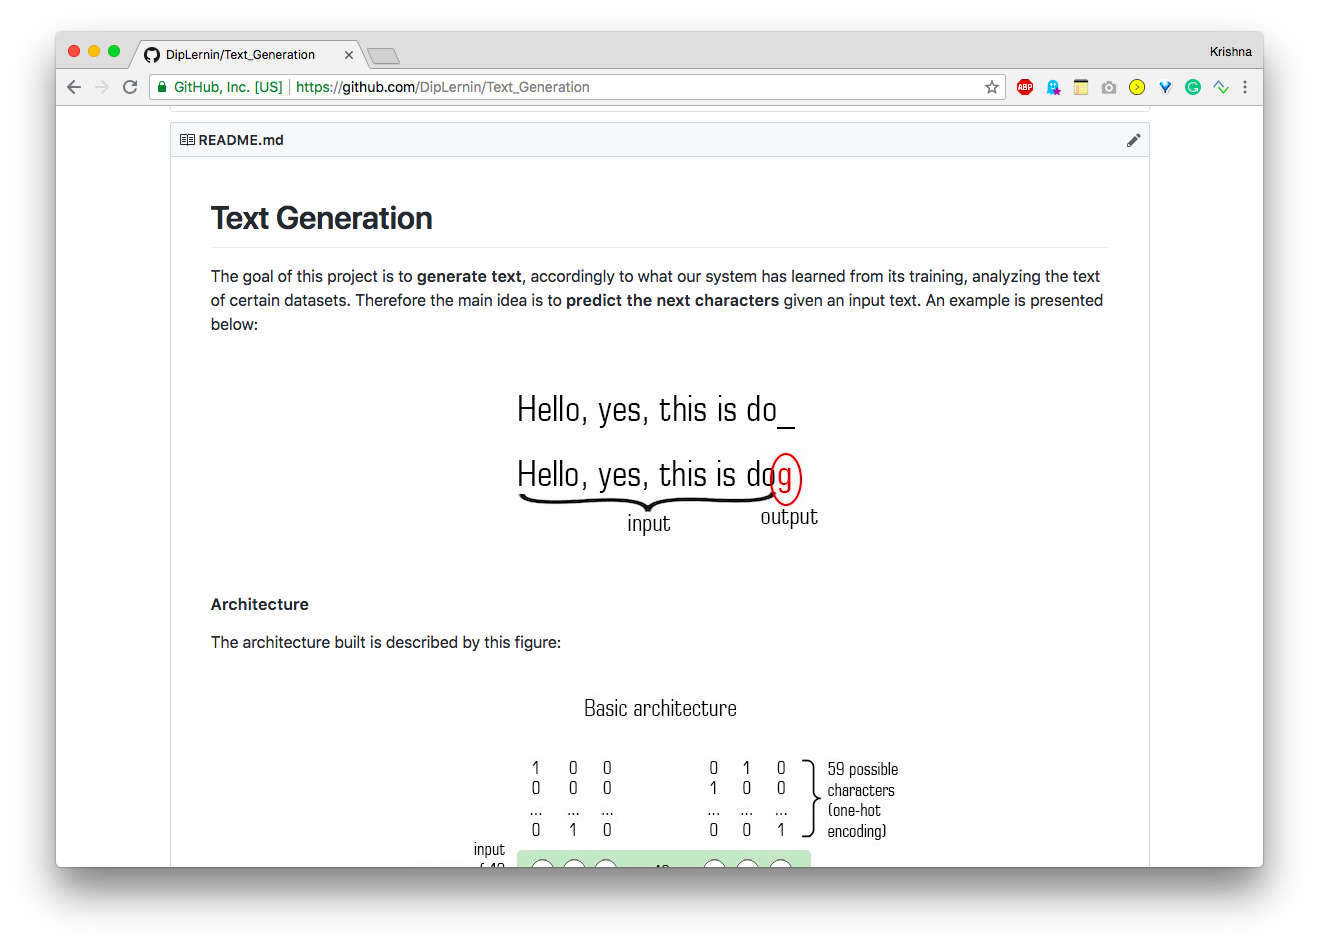 DipLernin/Text_Generation
Krishna
GitHub, Inc. [US] https://github.com/DipLernin/Text_Generation
ABP
README.md
Text Generation
The goal of this project is to generate text, accordingly to what our system has learned from its training, analyzing the text
of certain datasets. Therefore the main idea is to predict the next characters given an input text. An example is presented
below:
Hello, yes, this is do_
Hello, yes, this is dog
input
output
Architecture
The architecture built is described by this figure:
Basic architecture
1 0 0 0 1 0
0 0 0 1 0 0
... ... ... ... ... ...
0 1 0 0 0 1
59 possible
characters
(one-hot
encoding)
input